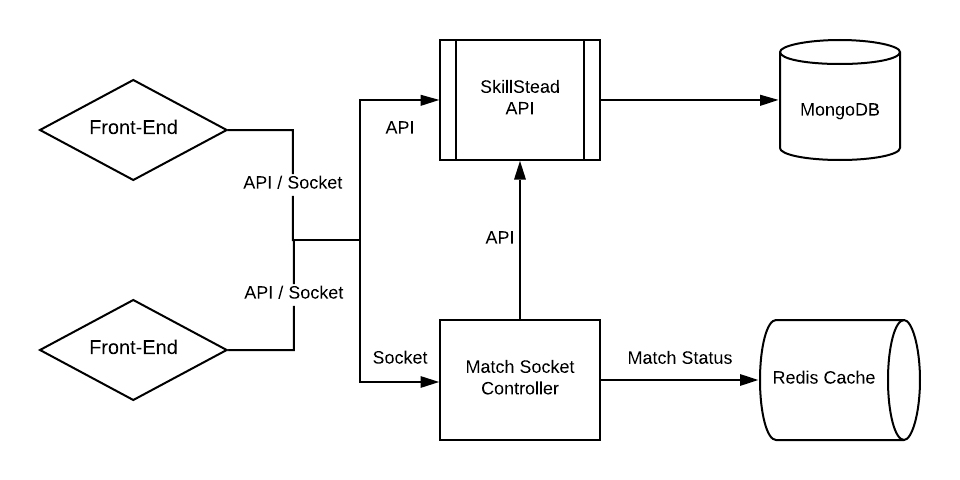 Front-End
API / Socket
API
SkillStead
API
MongoDB
API
Front-End
API / Socket
Socket
Match Socket
Controller
Match Status
Redis Cache